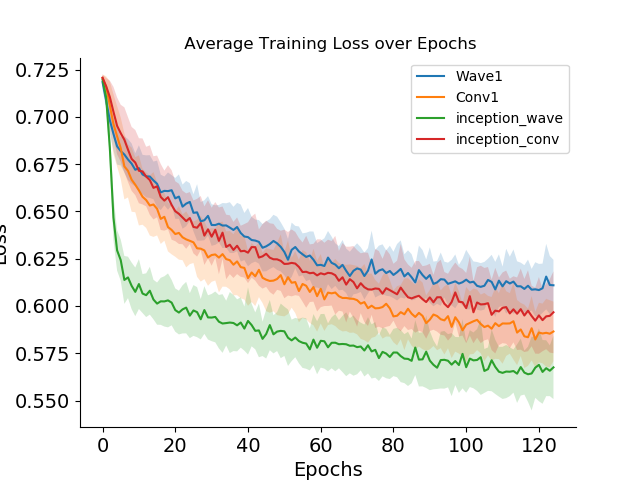 Average Training Loss over Epochs
Wave1
Conv1
inception_wave
inception_conv
0.725
0.700
0.675
0.650
0.625
0.600
0.575
0.550
Loss
0 20 40 60 80 100 120
Epochs